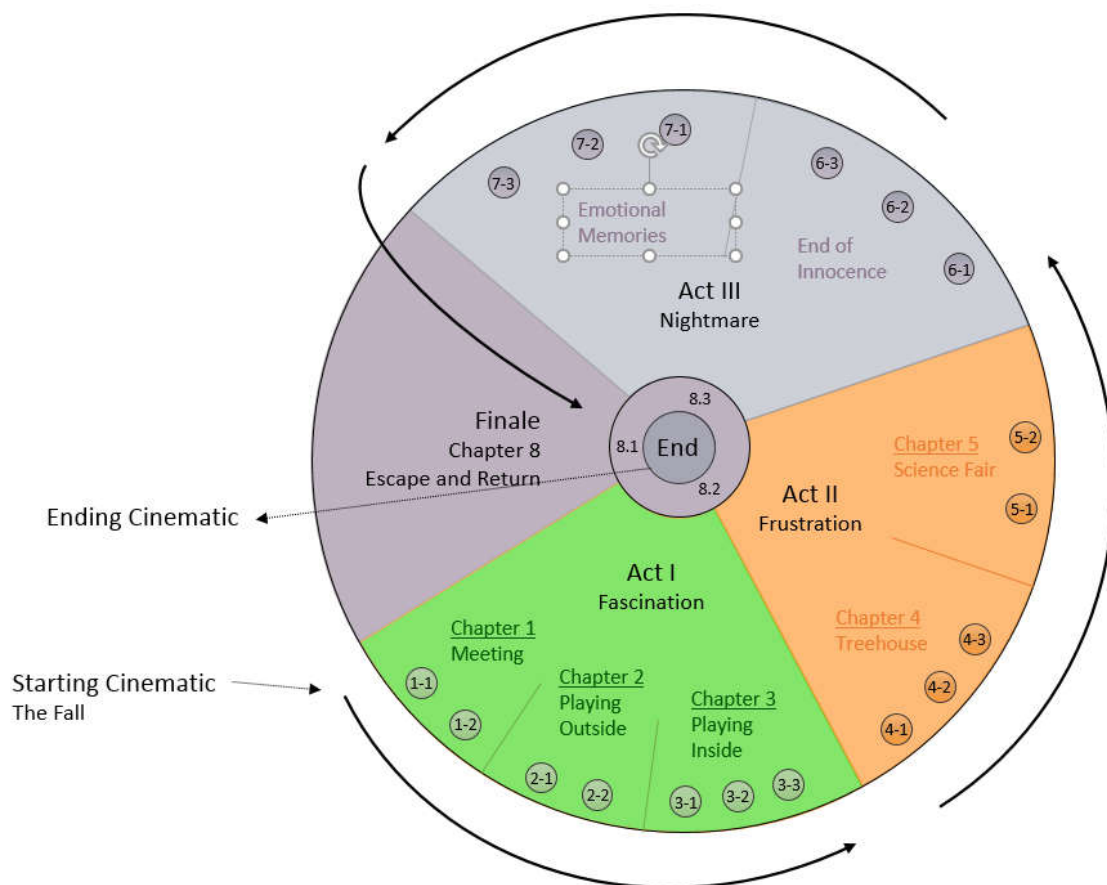 Starting Cinematic
The Fall
Act I
Fascination
Chapter 1
Meeting
1-1
1-2
Chapter 2
Playing
Outside
2-1
2-2
Chapter 3
Playing
Inside
3-1
3-2
3-3
Act II
Frustration
Chapter 4
Treehouse
4-1
4-2
4-3
Chapter 5
Science Fair
5-1
5-2
Act III
Nightmare
End of
Innocence
6-1
6-2
6-3
Emotional
Memories
7-1
7-2
7-3
Finale
Chapter 8
Escape and Return
8.1
8.2
8.3
End
Ending Cinematic